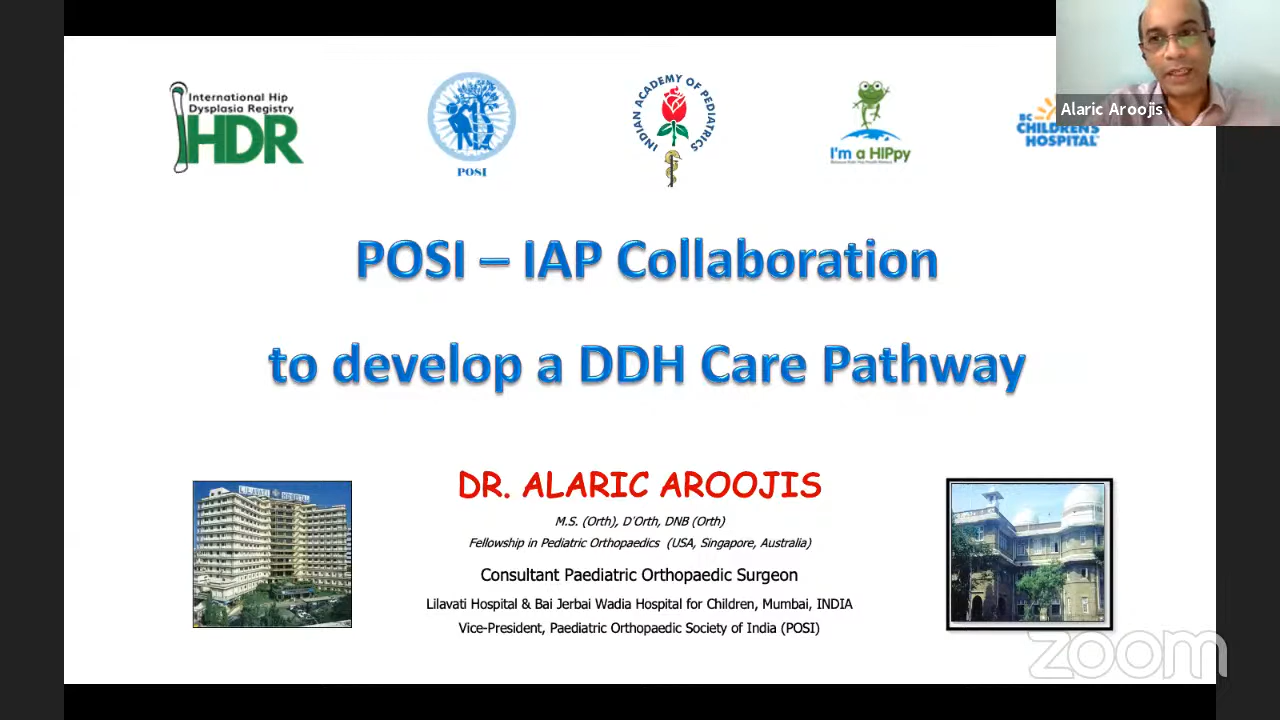 Alaric Aroojis
International Hip
Dysplasia Registry
IHDR
POSI
INDIAN ACADEMY OF PEDIATRICS
I'm a HIPpy
BC
CHILDREN'S
HOSPITAL
POSI – IAP Collaboration
to develop a DDH Care Pathway
LILAVATI HOSPITAL
DR. ALARIC AROOJIS
M.S. (Orth), D'Orth, DNB (Orth)
Fellowship in Pediatric Orthopaedics (USA, Singapore, Australia)
Consultant Paediatric Orthopaedic Surgeon
Lilavati Hospital & Bai Jerbai Wadia Hospital for Children, Mumbai, INDIA
Vice-President, Paediatric Orthopaedic Society of India (POSI)
zoom